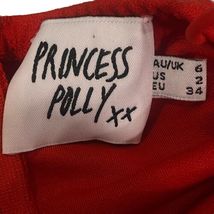 PRINCESS
POLLY xx
AU/UK 6
US 2
EU 34